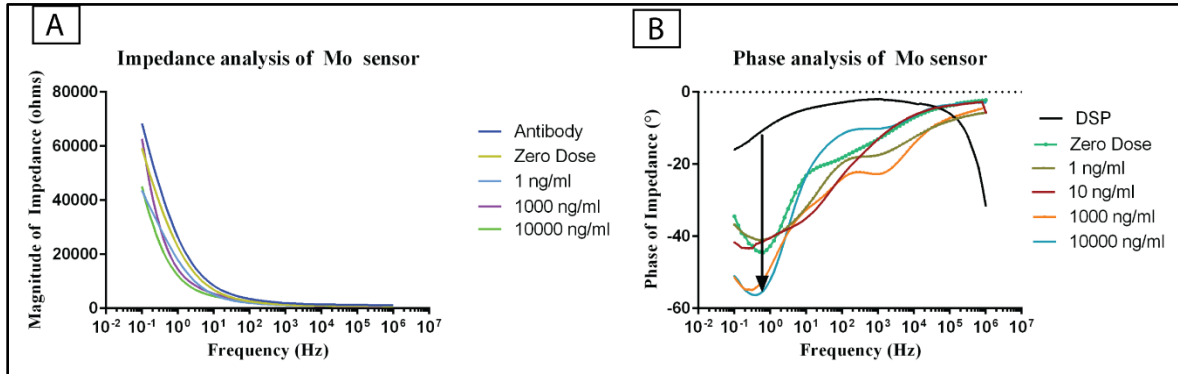 A
Impedance analysis of Mo sensor
Magnitude of Impedance (ohms)
80000
60000
40000
20000
0
10-2 10-1 100 101 102 103 104 105 106 107
Frequency (Hz)
Antibody
Zero Dose
1 ng/ml
1000 ng/ml
10000 ng/ml
B
Phase analysis of Mo sensor
Phase of Impedance (°)
0
-20
-40
-60
10-2 10-1 100 101 102 103 104 105 106 107
Frequency (Hz)
DSP
Zero Dose
1 ng/ml
10 ng/ml
1000 ng/ml
10000 ng/ml